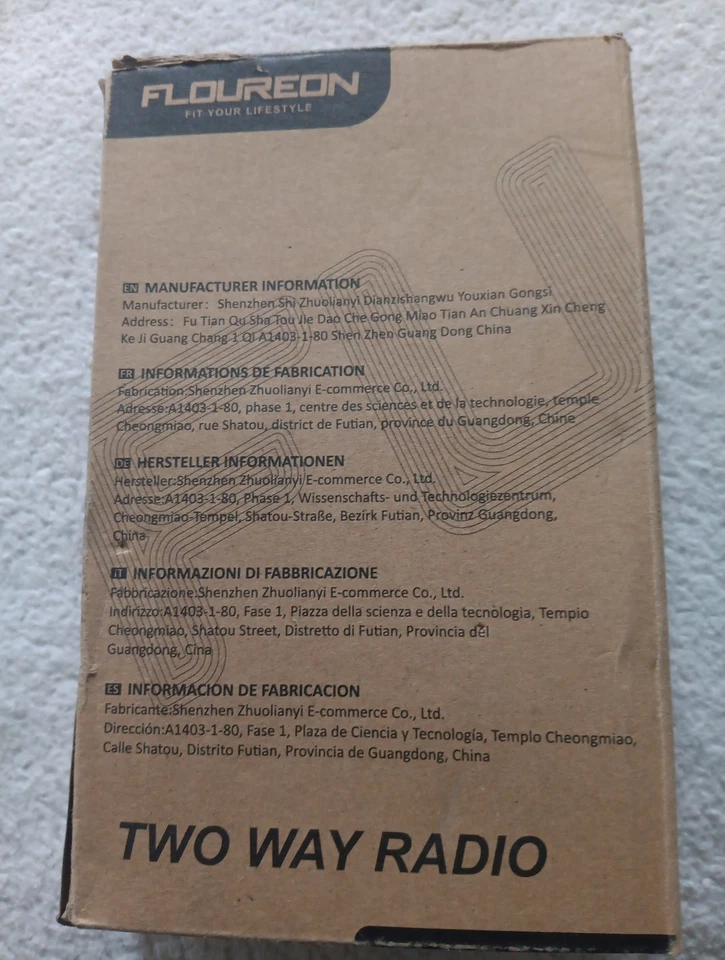 FLOUREON
FIT YOUR LIFESTYLE
EN MANUFACTURER INFORMATION
Manufacturer: Shenzhen Shi Zhuolianyi Dianzishangwu Youxian Gongsi
Address: Fu Tian Qu Sha Tou Jie Dao Che Gong Miao Tian An Chuang Xin Cheng
Ke Ji Guang Chang 1 QI A1403-1-80 Shen Zhen Guang Dong China
FR INFORMATIONS DE FABRICATION
Fabrication:Shenzhen Zhuolianyi E-commerce Co., Ltd.
Adresse:A1403-1-80, phase 1, centre des sciences et de la technologie, temple
Cheongmiao, rue Shatou, district de Futian, province du Guangdong, Chine
DE HERSTELLER INFORMATIONEN
Hersteller:Shenzhen Zhuolianyi E-commerce Co., Ltd.
Adresse:A1403-1-80, Phase 1, Wissenschafts- und Technologiezentrum,
Cheongmiao-Tempel, Shatou-Straße, Bezirk Futian, Provinz Guangdong,
China
IT INFORMAZIONI DI FABBRICAZIONE
Fabbricazione:Shenzhen Zhuolianyi E-commerce Co., Ltd.
Indirizzo:A1403-1-80, Fase 1, Piazza della scienza e della tecnologia, Tempio
Cheongmiao, Shatou Street, Distretto di Futian, Provincia del
Guangdong, Cina
ES INFORMACION DE FABRICACION
Fabricante:Shenzhen Zhuolianyi E-commerce Co., Ltd.
Dirección:A1403-1-80, Fase 1, Plaza de Ciencia y Tecnología, Templo Cheongmiao,
Calle Shatou, Distrito Futian, Provincia de Guangdong, China
TWO WAY RADIO